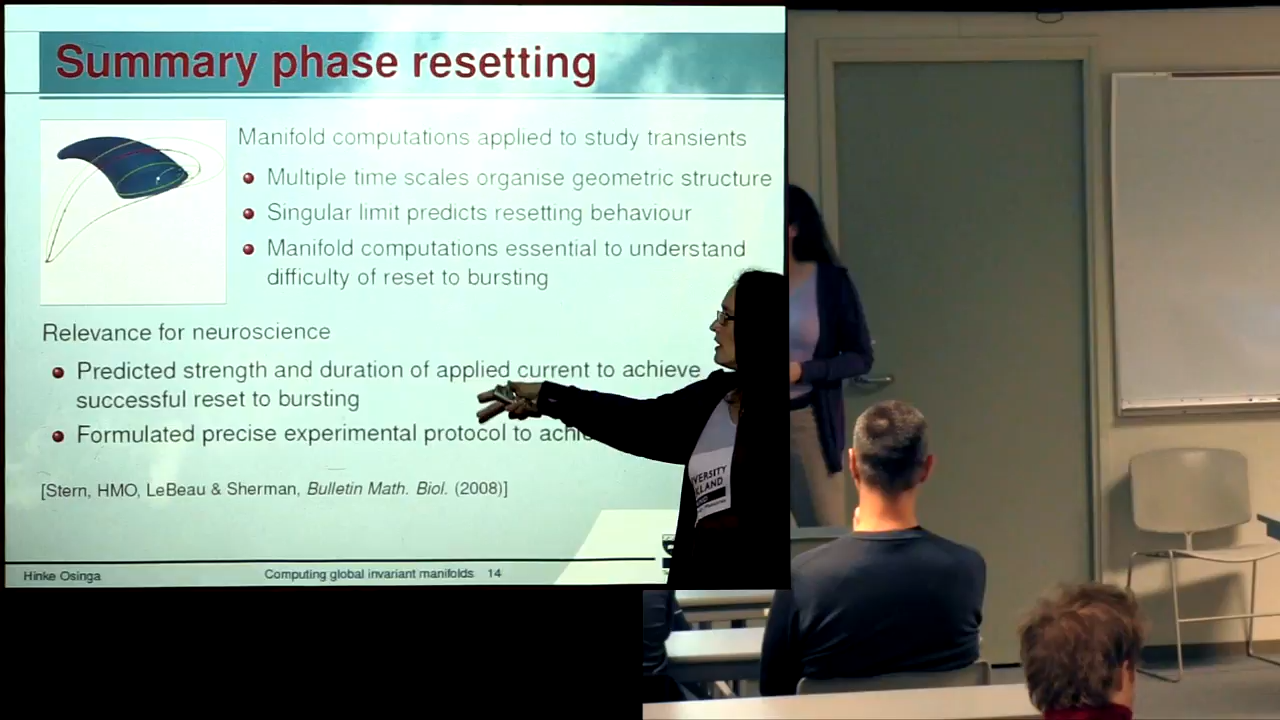 Summary phase resetting
Manifold computations applied to study transients
Multiple time scales organise geometric structure
Singular limit predicts resetting behaviour
Manifold computations essential to understand
difficulty of reset to bursting
Relevance for neuroscience
Predicted strength and duration of applied current to achieve
successful reset to bursting
Formulated precise experimental protocol to
[Stern, HMO, LeBeau & Sherman, Bulletin Math. Biol. (2008)]
Hinke Osinga
Computing global invariant manifolds 14